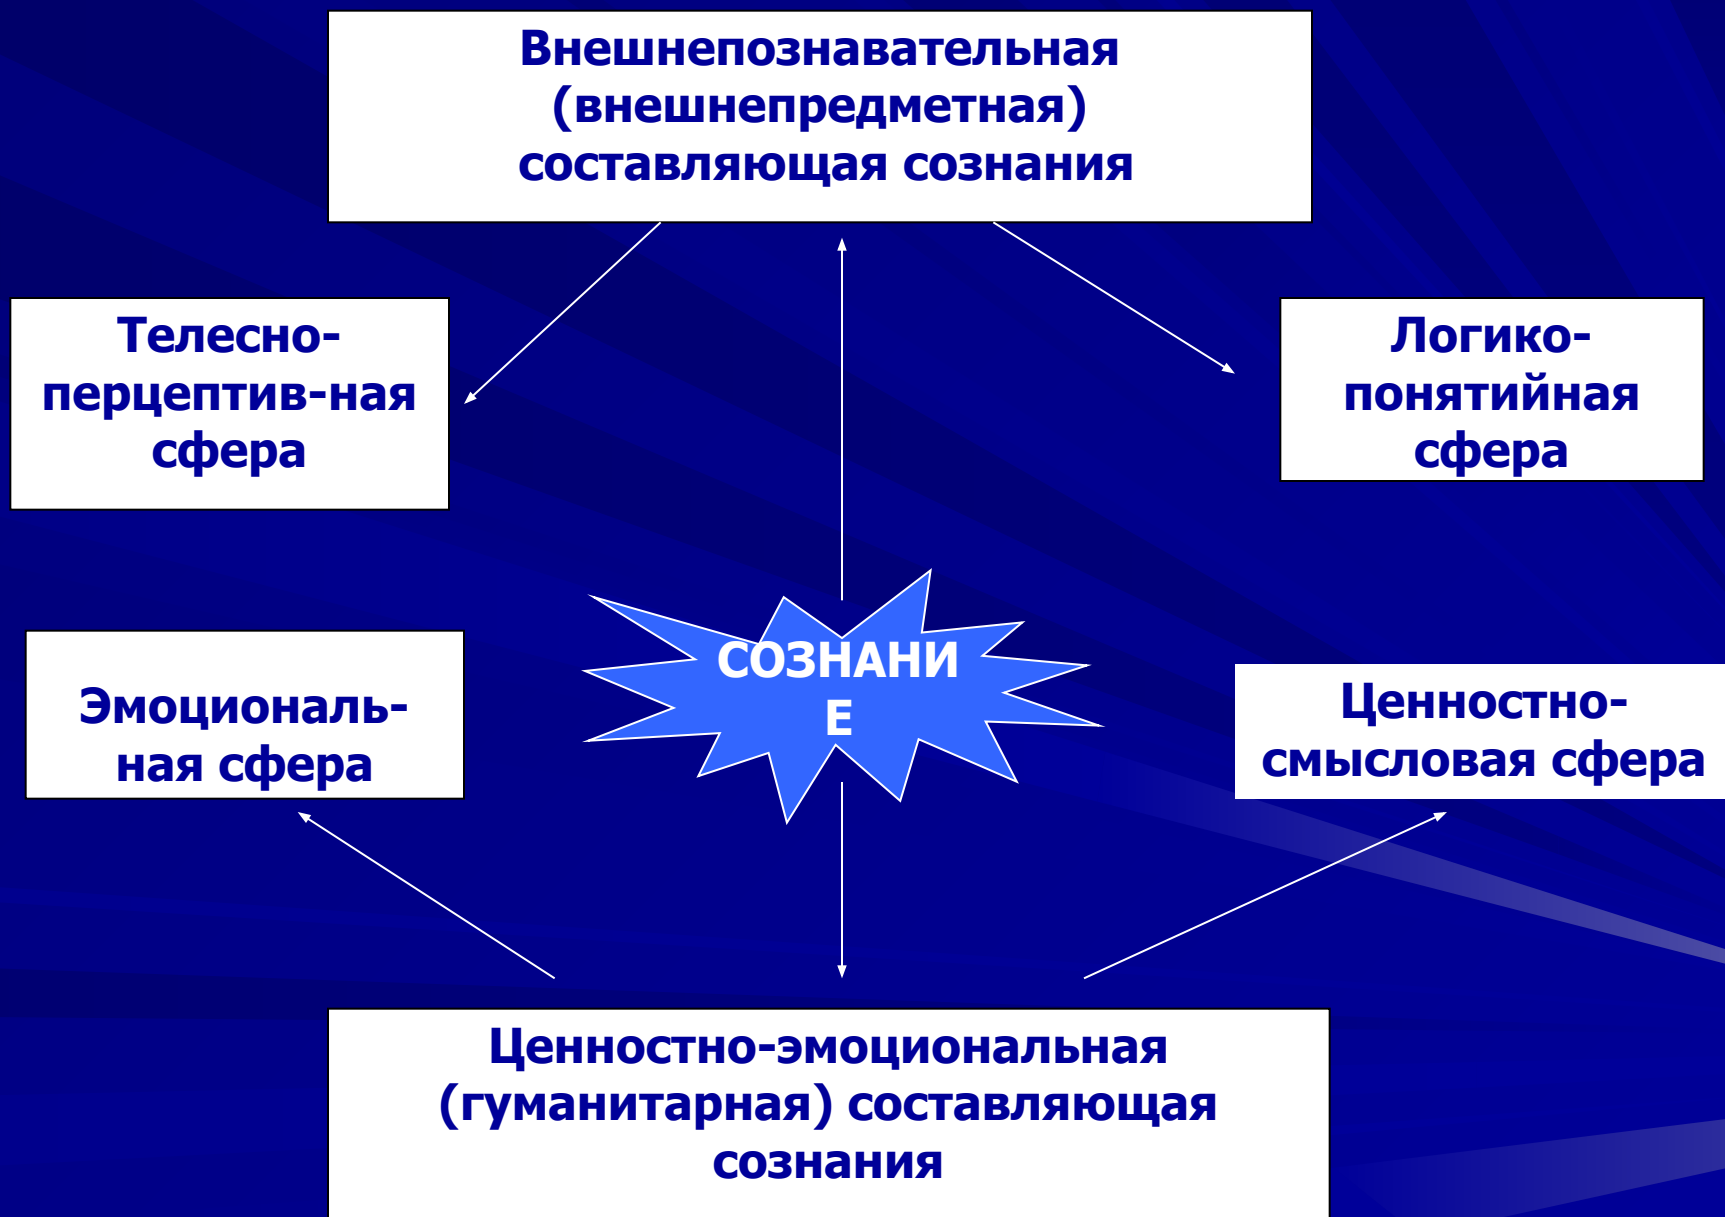 Внешнепознавательная
(внешнепредметная)
составляющая сознания
Телесно-
перцептив-ная
сфера
Логико-
понятийная
сфера
СОЗНАНИ
Е
Эмоциональ-
ная сфера
Ценностно-
смысловая сфера
Ценностно-эмоциональная
(гуманитарная) составляющая
сознания